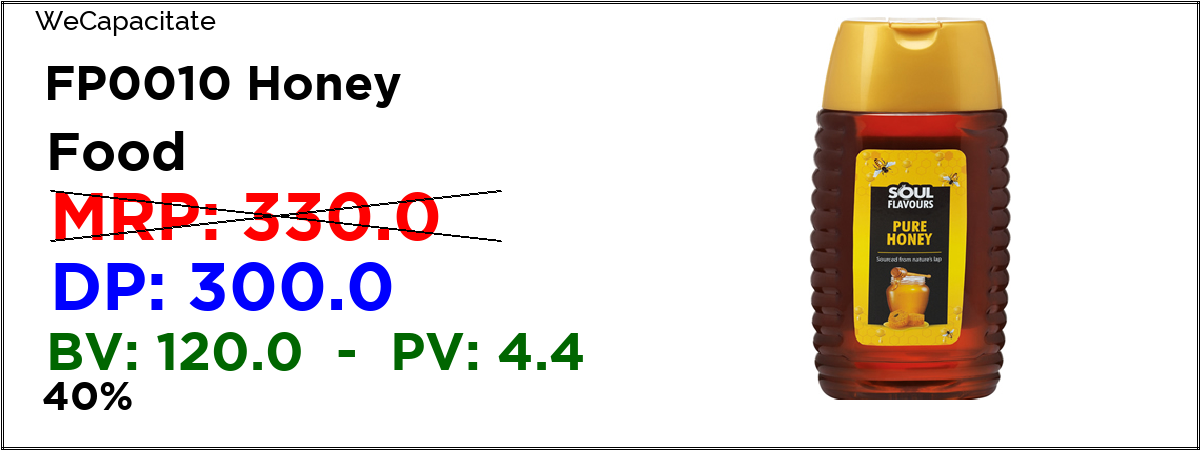 WeCapacitate
FP0010 Honey
Food
MRP: 330.0
DP: 300.0
BV: 120.0 - PV: 4.4
40%
SOUL
FLAVOURS
PURE
HONEY
Sourced from nature's lap